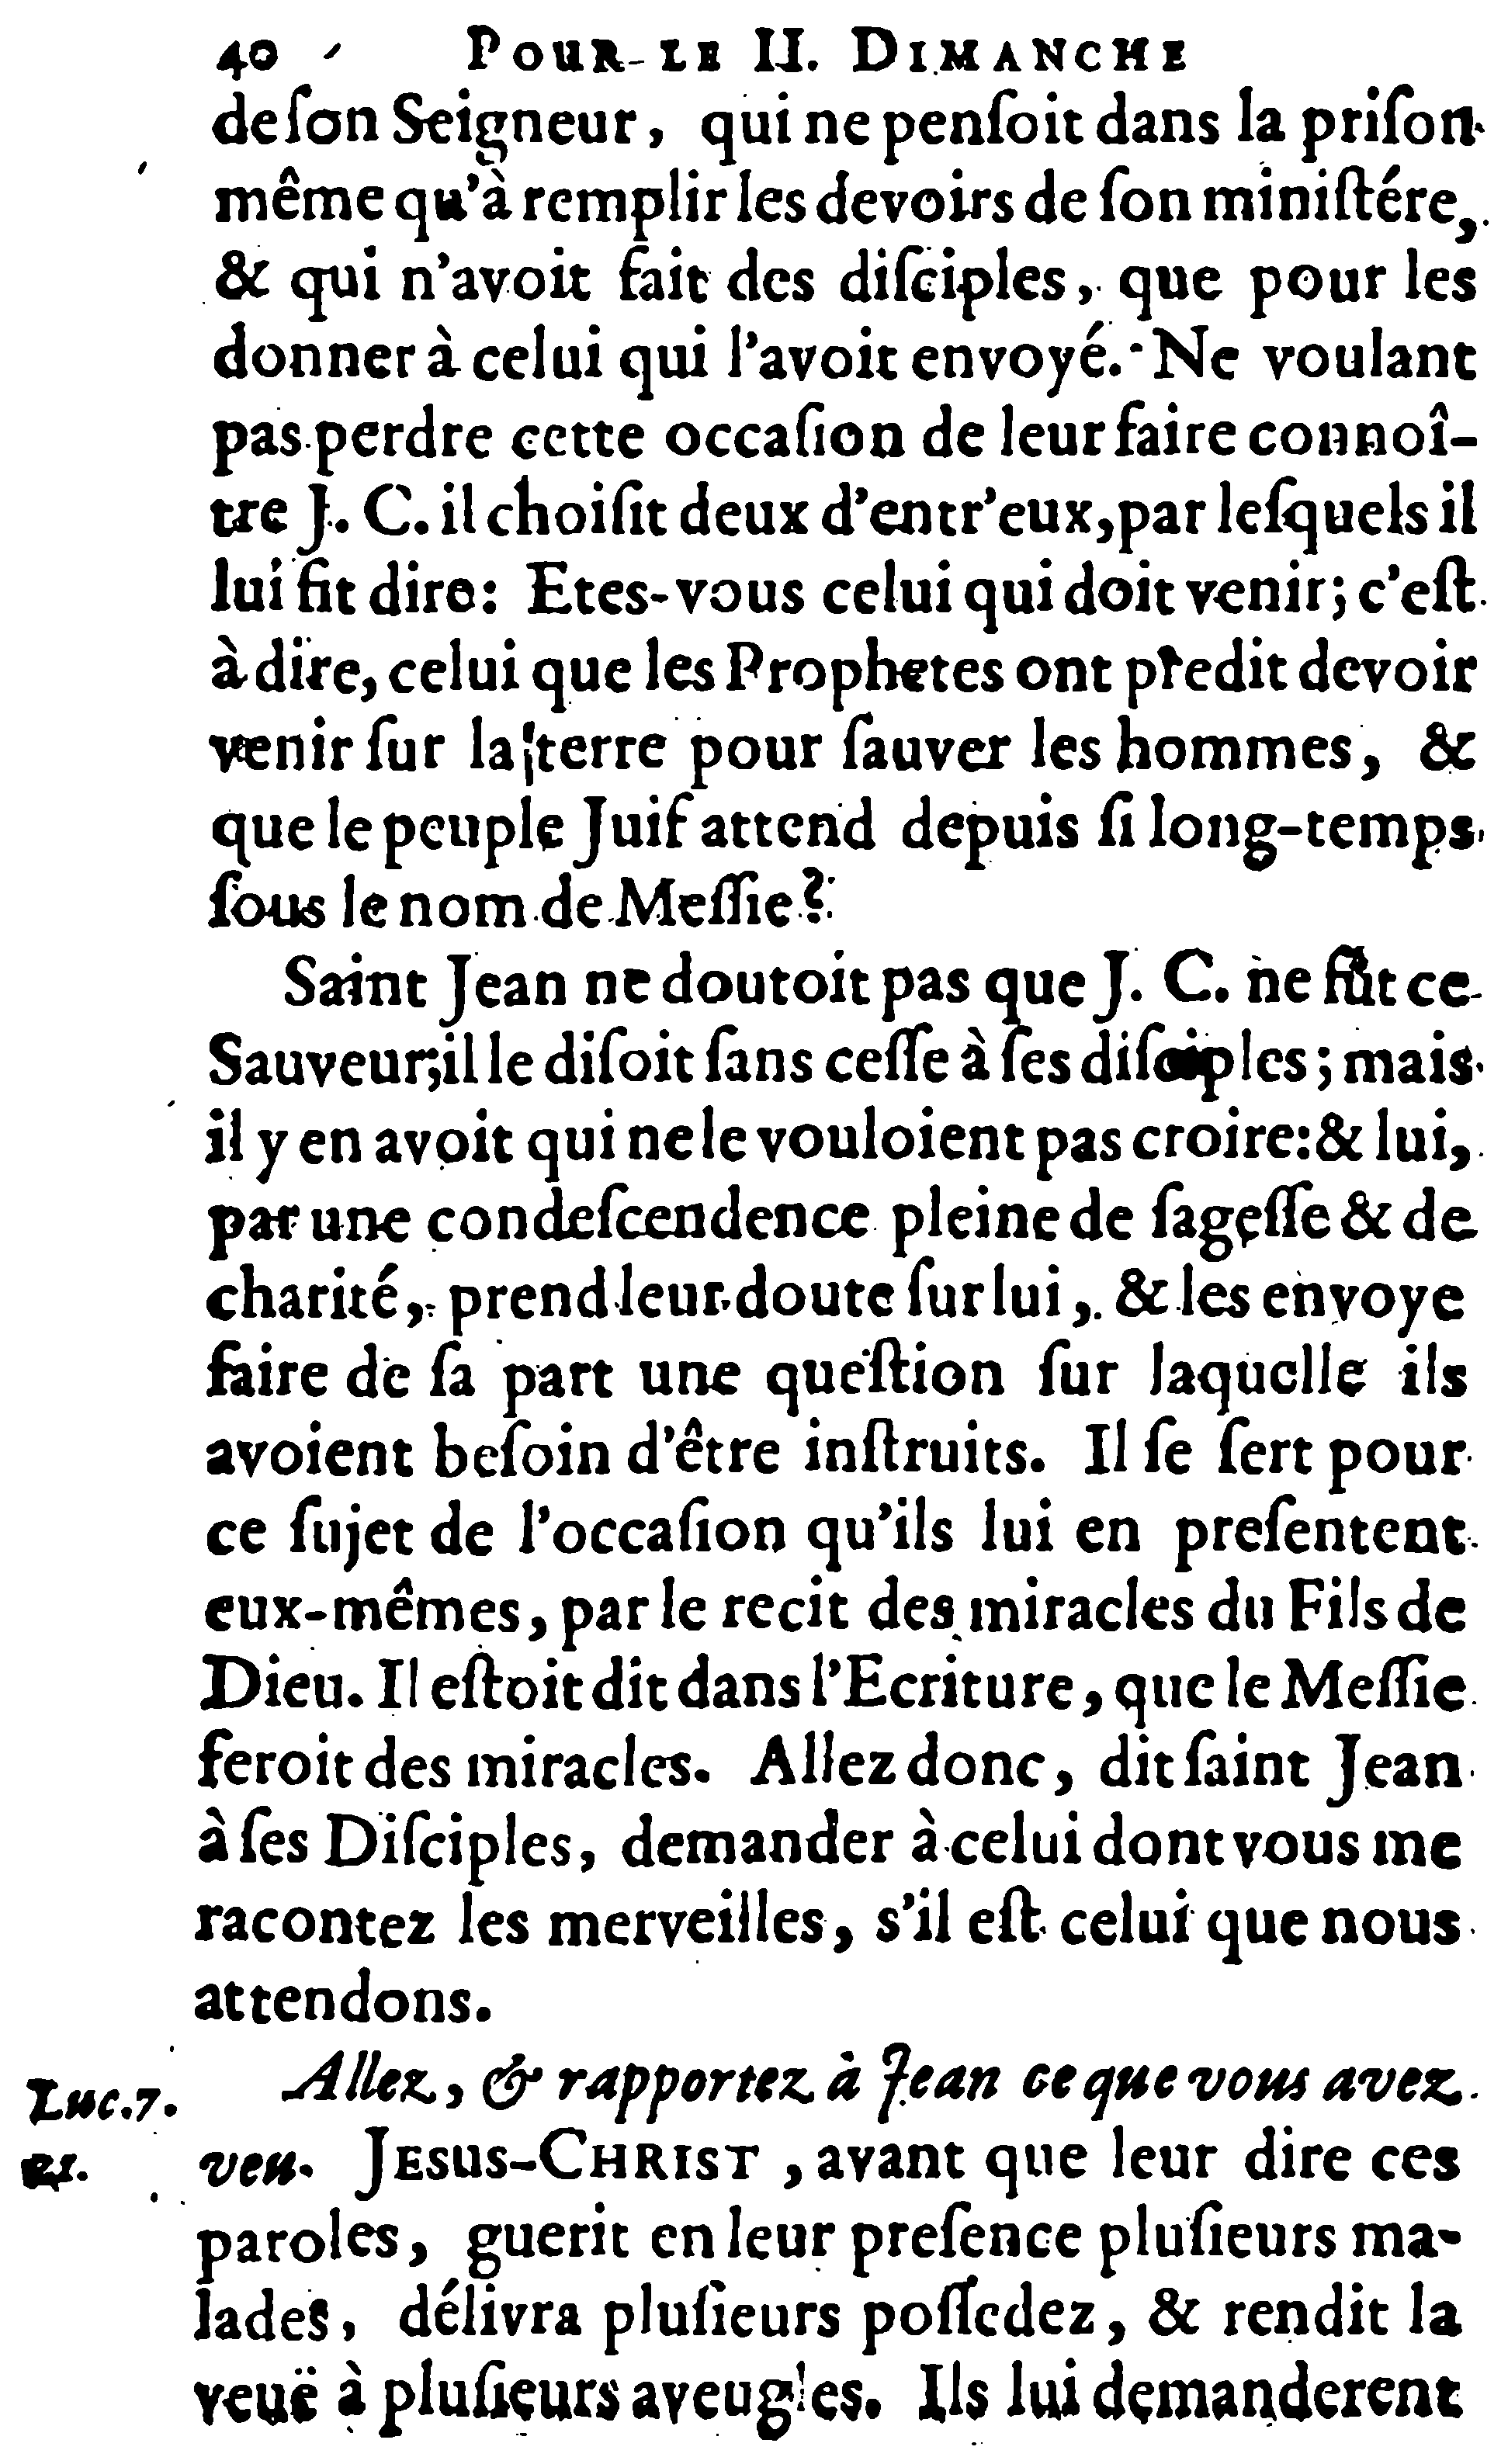 40 POUR LE II. DIMANCHE
de ſon Seigneur, qui ne penſoit dans la priſon
même qu'à remplir les devoirs de ſon miniſtére,
& qui n'avoit fait des diſciples, que pour les
donner à celui qui l'avoit envoyé. Ne voulant
pas perdre cette occaſion de leur faire connoî-
tre J. C. il choiſit deux d'entr'eux, par leſquels il
lui fit dire: Etes-vous celui qui doit venir; c'eſt
à dire, celui que les Prophetes ont predit devoir
venir ſur la terre pour ſauver les hommes, &
que le peuple Juif attend depuis ſi long-temps
ſous le nom de Meſſie?
Saint Jean ne doutoit pas que J. C. ne fût ce
Sauveur; il le diſoit ſans ceſſe à ſes diſciples; mais
il y en avoit qui ne le vouloient pas croire: & lui,
par une condeſcendence pleine de ſageſſe & de
charité, prend leur doute ſur lui, & les envoye
faire de ſa part une queſtion ſur laquelle ils
avoient beſoin d'être inſtruits. Il ſe ſert pour
ce ſujet de l'occaſion qu'ils lui en preſentent
eux-mêmes, par le recit des miracles du Fils de
Dieu. Il eſtoit dit dans l'Ecriture, que le Meſſie
feroit des miracles. Allez donc, dit ſaint Jean
à ſes Diſciples, demander à celui dont vous me
racontez les merveilles, s'il eſt celui que nous
attendons.
Allez, & rapportez à Jean ce que vous avez
Luc. 7.
21.
veu. JESUS-CHRIST, avant que leur dire ces
paroles, guerit en leur preſence pluſieurs ma-
lades, délivra pluſieurs poſſedez, & rendit la
veuë à pluſieurs aveugles. Ils lui demanderent